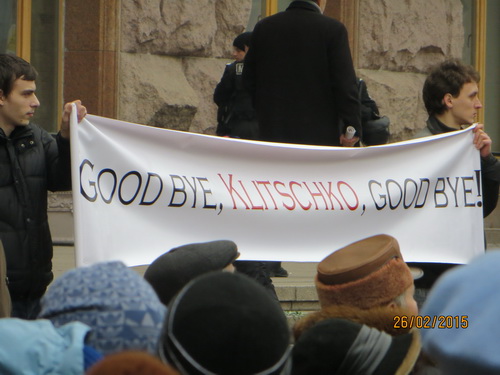 GOOD BYE, KLITSCHKO, GOOD BYE!
26/02/2015